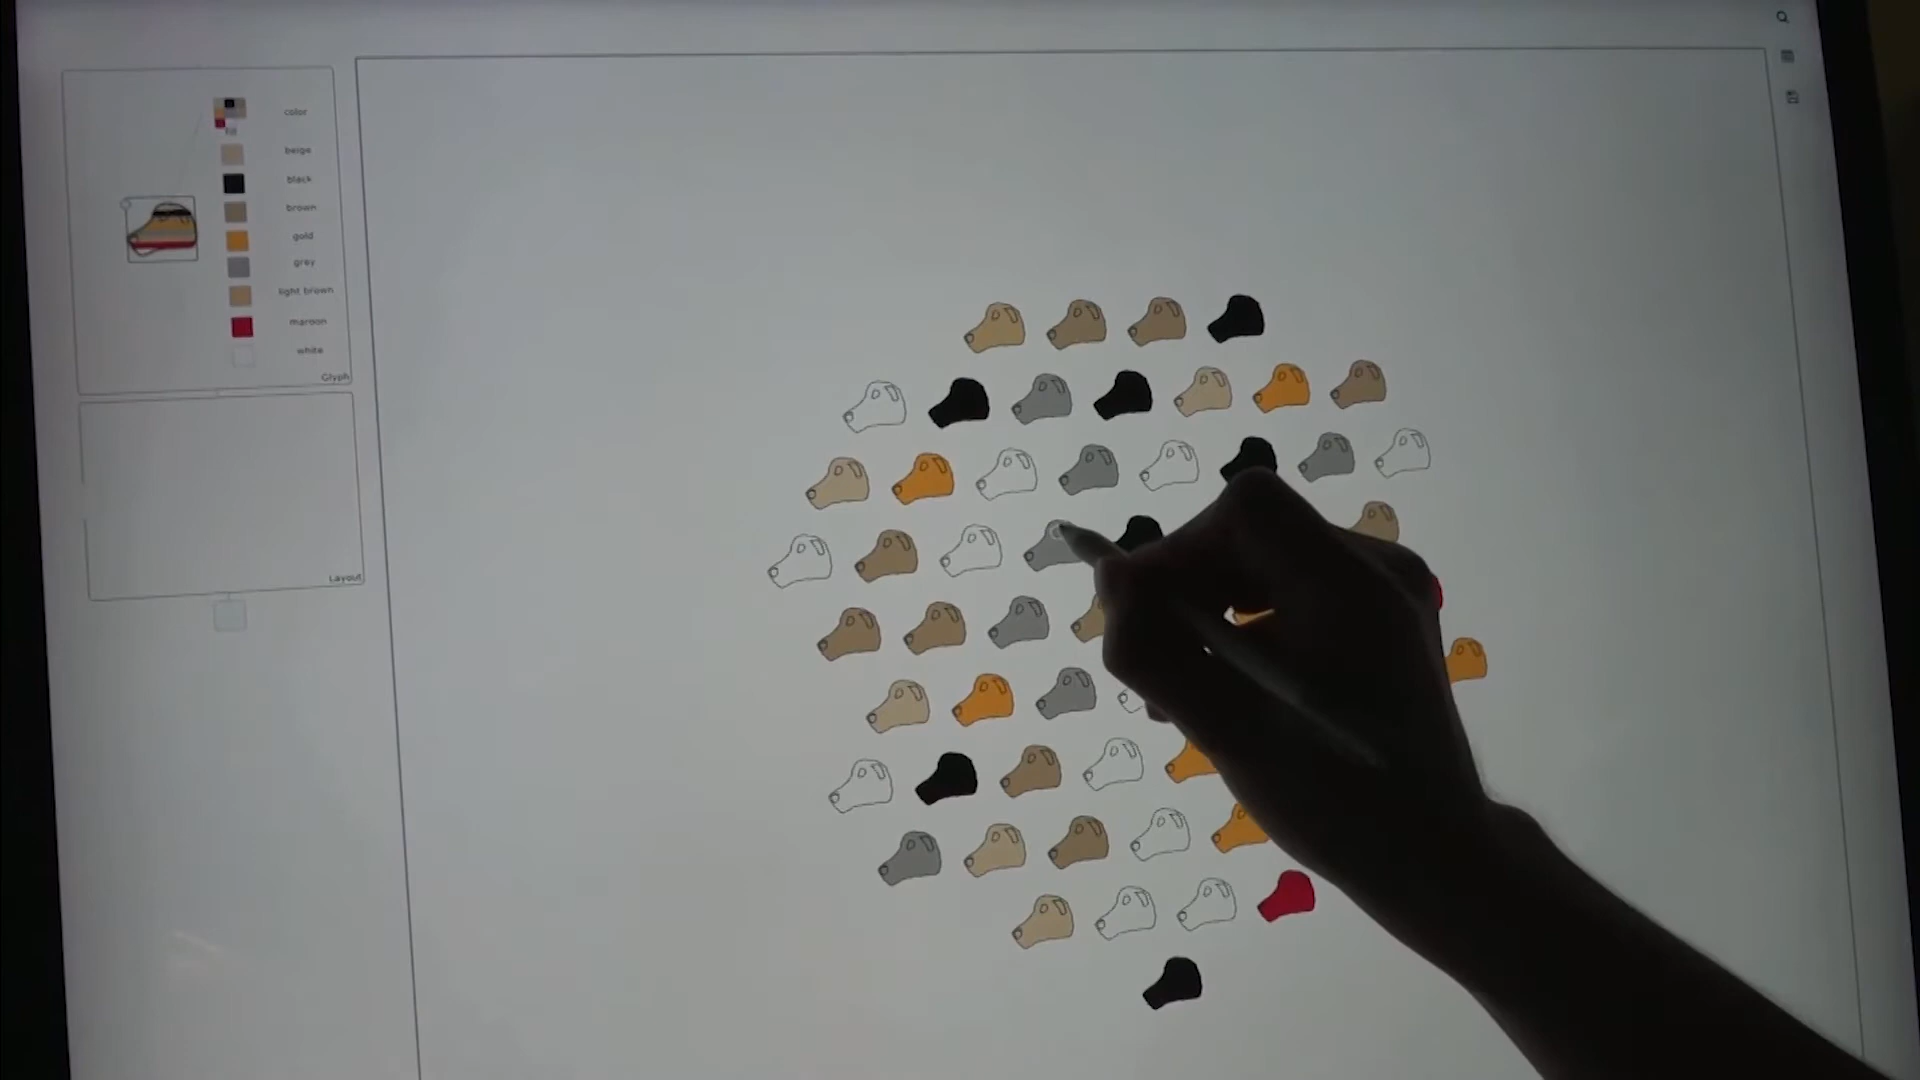 color
fill
beige
black
brown
gold
grey
light brown
maroon
white
Glyph
Layout